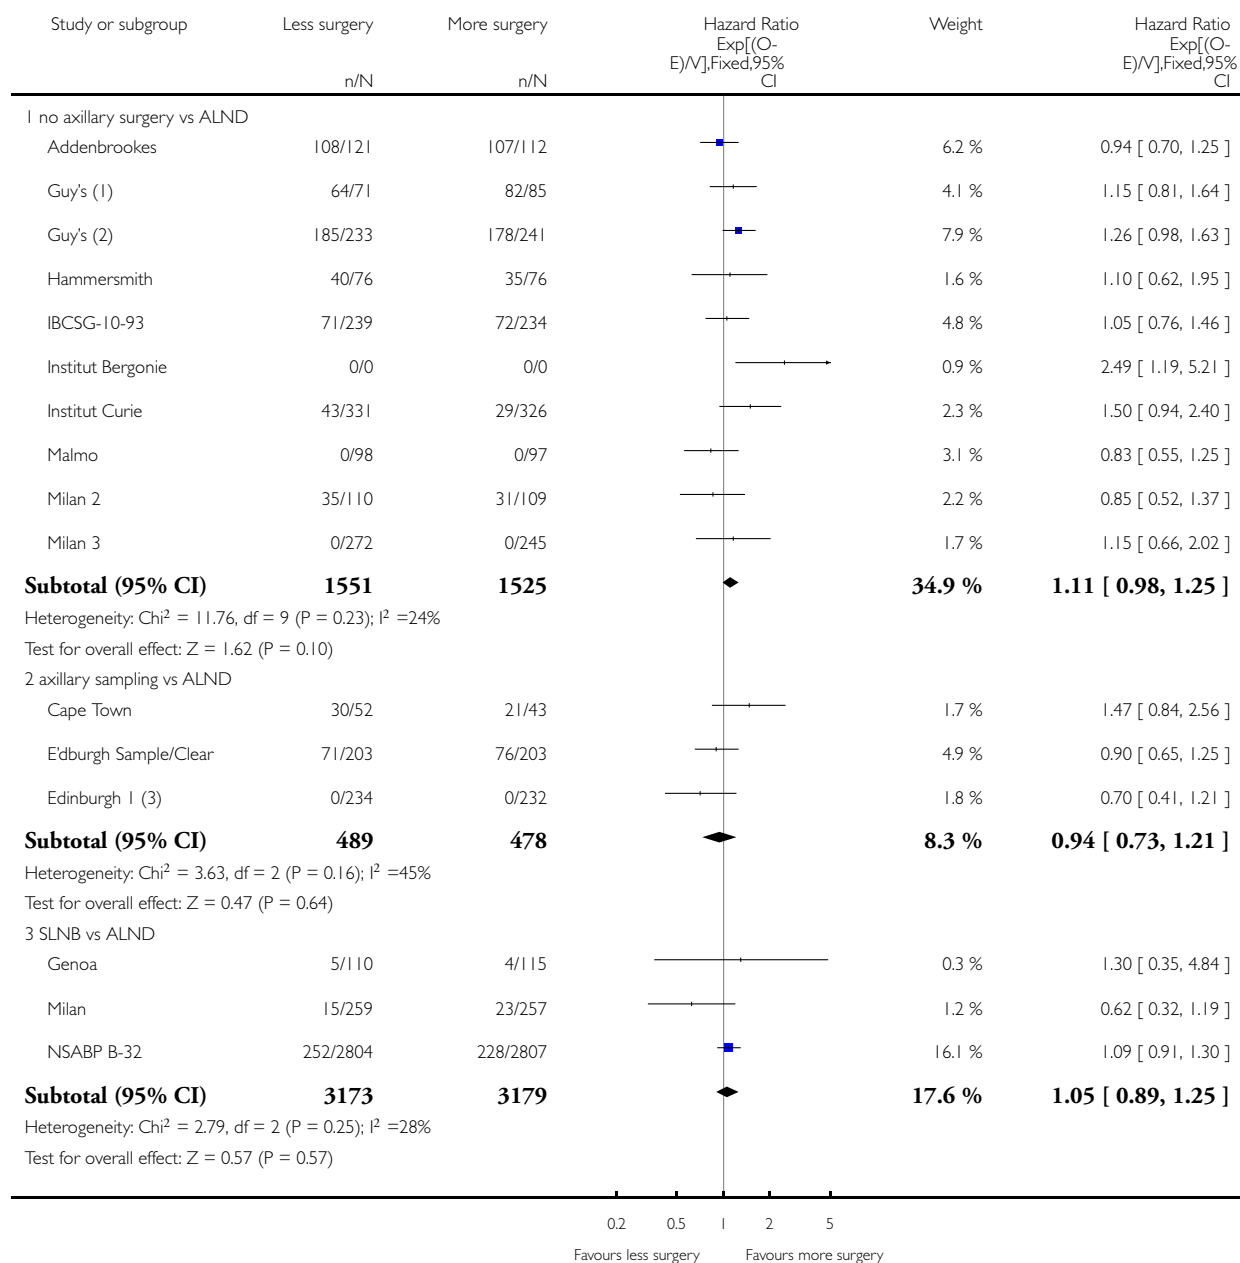 Study or subgroup Less surgery More surgery Hazard Ratio Weight Hazard Ratio
Exp[(O- Exp[(O-
E)/V],Fixed,95% E)/V],Fixed,95%
n/N n/N CI CI
1 no axillary surgery vs ALND
Addenbrookes 108/121 107/112 6.2 % 0.94 [ 0.70, 1.25 ]
Guy's (1) 64/71 82/85 4.1 % 1.15 [ 0.81, 1.64 ]
Guy's (2) 185/233 178/241 7.9 % 1.26 [ 0.98, 1.63 ]
Hammersmith 40/76 35/76 1.6 % 1.10 [ 0.62, 1.95 ]
IBCSG-10-93 71/239 72/234 4.8 % 1.05 [ 0.76, 1.46 ]
Institut Bergonie 0/0 0/0 0.9 % 2.49 [ 1.19, 5.21 ]
Institut Curie 43/331 29/326 2.3 % 1.50 [ 0.94, 2.40 ]
Malmo 0/98 0/97 3.1 % 0.83 [ 0.55, 1.25 ]
Milan 2 35/110 31/109 2.2 % 0.85 [ 0.52, 1.37 ]
Milan 3 0/272 0/245 1.7 % 1.15 [ 0.66, 2.02 ]
Subtotal (95% CI) 1551 1525 34.9 % 1.11 [ 0.98, 1.25 ]
Heterogeneity: Chi² = 11.76, df = 9 (P = 0.23); I² =24%
Test for overall effect: Z = 1.62 (P = 0.10)
2 axillary sampling vs ALND
Cape Town 30/52 21/43 1.7 % 1.47 [ 0.84, 2.56 ]
E'dburgh Sample/Clear 71/203 76/203 4.9 % 0.90 [ 0.65, 1.25 ]
Edinburgh 1 (3) 0/234 0/232 1.8 % 0.70 [ 0.41, 1.21 ]
Subtotal (95% CI) 489 478 8.3 % 0.94 [ 0.73, 1.21 ]
Heterogeneity: Chi² = 3.63, df = 2 (P = 0.16); I² =45%
Test for overall effect: Z = 0.47 (P = 0.64)
3 SLNB vs ALND
Genoa 5/110 4/115 0.3 % 1.30 [ 0.35, 4.84 ]
Milan 15/259 23/257 1.2 % 0.62 [ 0.32, 1.19 ]
NSABP B-32 252/2804 228/2807 16.1 % 1.09 [ 0.91, 1.30 ]
Subtotal (95% CI) 3173 3179 17.6 % 1.05 [ 0.89, 1.25 ]
Heterogeneity: Chi² = 2.79, df = 2 (P = 0.25); I² =28%
Test for overall effect: Z = 0.57 (P = 0.57)
0.2 0.5 1 2 5
Favours less surgery Favours more surgery